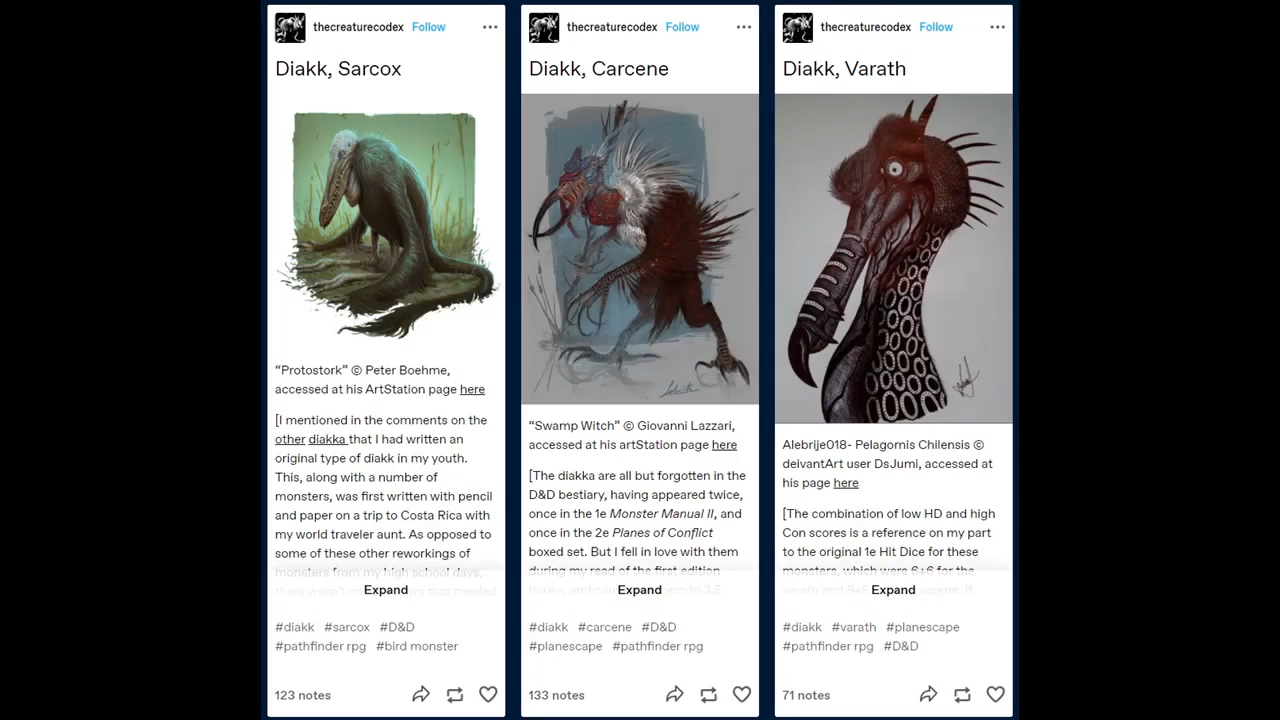 thecreaturecodex Follow
Diakk, Sarcox
“Protostork” © Peter Boehme,
accessed at his ArtStation page here
[I mentioned in the comments on the
other diakka that I had written an
original type of diakk in my youth.
This, along with a number of
monsters, was first written with pencil
and paper on a trip to Costa Rica with
my world traveler aunt. As opposed to
some of these other reworkings of
monsters from my high school days,
Expand
#diakk #sarcox #D&D
#pathfinder rpg #bird monster
123 notes
thecreaturecodex Follow
Diakk, Carcene
“Swamp Witch” © Giovanni Lazzari,
accessed at his artStation page here
[The diakka are all but forgotten in the
D&D bestiary, having appeared twice,
once in the 1e Monster Manual II, and
once in the 2e Planes of Conflict
boxed set. But I fell in love with them
during my read of the first edition
Expand
#diakk #carcene #D&D
#planescape #pathfinder rpg
133 notes
thecreaturecodex Follow
Diakk, Varath
Alebrije018- Pelagornis Chilensis ©
deivantArt user DsJumi, accessed at
his page here
[The combination of low HD and high
Con scores is a reference on my part
to the original 1e Hit Dice for these
monsters, which were 6+6 for the
Expand
#diakk #varath #planescape
#pathfinder rpg #D&D
71 notes